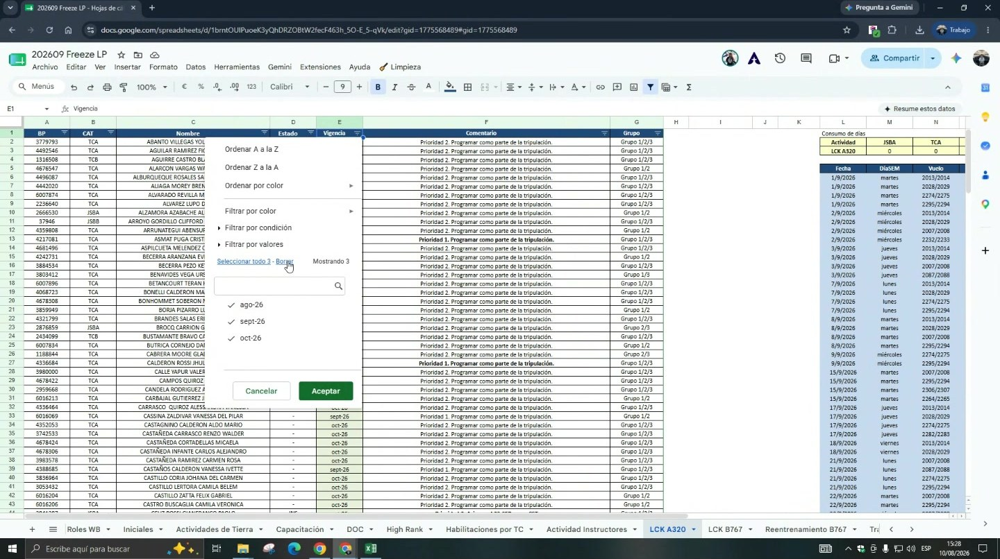 202609 Freeze LP - Hojas de cá
Pregunta a Gemini
docs.google.com/spreadsheets/d/1brntOUIPuoeK3yQhDRZOBtW2fecF463h_5O-E_5-qVk/edit?gid=1775568489#gid=1775568489
Trabajo
202609 Freeze LP
Archivo Editar Ver Insertar Formato Datos Herramientas Gemini Extensiones Ayuda Limpieza
Compartir
Menús 100% € % .0 .00 123 Calibri 9 B I A
E1 Vigencia
Resume estos datos
A B C D E F G H I J K L M N
1 BP CAT Nombre Estado Vigencia Comentario Grupo Consumo de días
2 3779793 TCA ABANTO VILLEGAS YOL Prioridad 2. Programar como parte de la tripulación. Grupo 1/2/3 Actividad JSBA TCA
3 4492546 TCA AGUILAR RAMIREZ FIO Prioridad 2. Programar como parte de la tripulación. Grupo 1/2/3 LCK A320 0 0
4 1316508 TCB AGUIRRE CASTRO BL Prioridad 2. Programar como parte de la tripulación. Grupo 1/2/3
5 4676547 TCA ALARCON VARGAS WA Prioridad 2. Programar como parte de la tripulación. Grupo 1/2 Fecha DíaSEM Vuelo
6 4496087 TCA ALBURQUEQUE ROSALES SA Prioridad 2. Programar como parte de la tripulación. Grupo 1/2/3 1/9/2026 martes 2013/2014
7 4442020 TCA ALIAGA MOREY BREN Prioridad 2. Programar como parte de la tripulación. Grupo 1/2/3 1/9/2026 martes 2028/2029
8 6007874 TCA ALVARADO REVILLA M Prioridad 2. Programar como parte de la tripulación. Grupo 1/2/3 1/9/2026 martes 2274/2275
9 2236640 TCA ALVAREZ LUPO D Prioridad 2. Programar como parte de la tripulación. Grupo 1/2/3 1/9/2026 martes 2295/2294
10 2666530 JSBA ALZAMORA AZABACHE AL Prioridad 2. Programar como parte de la tripulación. Grupo 1/2 2/9/2026 miércoles 2013/2014
11 37946 JSBB ARROYO GORDILLO CLIFFORD Prioridad 2. Programar como parte de la tripulación. Grupo 1/2/3 2/9/2026 miércoles 2028/2029
12 4359808 TCA ARRUNATEGUI ABENSUR Prioridad 2. Programar como parte de la tripulación. Grupo 1/2 2/9/2026 miércoles 2007/2008
13 4217081 TCA ASMAT PUGA CRIST Prioridad 1. Programar como parte de la tripulación. Grupo 1/2/3 2/9/2026 miércoles 2232/2233
14 4681496 TCA ASPILCUETA MELENDEZ C Prioridad 2. Programar como parte de la tripulación. Grupo 1/2/3 3/9/2026 jueves 2013/2014
15 4242731 TCA BECERRA ARANZANA EV Prioridad 2. Programar como parte de la tripulación. Grupo 1/2/3 3/9/2026 jueves 2028/2029
16 3884534 TCA BECERRA PEZO KE Prioridad 2. Programar como parte de la tripulación. Grupo 1/2/3 3/9/2026 jueves 2007/2008
17 3803412 TCA BENAVIDES VEGA URS Prioridad 2. Programar como parte de la tripulación. Grupo 1/3 3/9/2026 jueves 2087/2088
18 6007896 TCA BETANCOURT TERAN Prioridad 2. Programar como parte de la tripulación. Grupo 1/2/3 7/9/2026 lunes 2013/2014
19 4068723 TCA BONELLI CALDERON MA Prioridad 2. Programar como parte de la tripulación. Grupo 1/2/3 7/9/2026 lunes 2028/2029
20 4678308 TCA BONHOMMET SOBERON Prioridad 2. Programar como parte de la tripulación. Grupo 1/2/3 7/9/2026 lunes 2274/2275
21 3859949 TCA BORJA PIZARRO LU Prioridad 2. Programar como parte de la tripulación. Grupo 1/2/3 7/9/2026 lunes 2295/2294
22 4321799 TCA BRANDES SALAS ERI Prioridad 2. Programar como parte de la tripulación. Grupo 1/2/3 8/9/2026 martes 2013/2014
23 2876859 JSBA BROCQ CARRION G Prioridad 2. Programar como parte de la tripulación. Grupo 2/3 8/9/2026 martes 2028/2029
24 2434099 TCB BUSTAMANTE BRAVO CA Prioridad 2. Programar como parte de la tripulación. Grupo 1/2/3 8/9/2026 martes 2007/2008
25 6007834 TCA BUTRICA CORNEJO DA Prioridad 2. Programar como parte de la tripulación. Grupo 1/2 8/9/2026 martes 2295/2294
26 1188844 TCA CABRERA MOORE GLA Prioridad 2. Programar como parte de la tripulación. Grupo 2/3 9/9/2026 miércoles 2274/2275
27 4336684 TCA CALDERON ROSSI JHUL Prioridad 1. Programar como parte de la tripulación. Grupo 1/2/3 9/9/2026 miércoles 2295/2294
28 3980000 TCA CALLE YAPUR VALER Prioridad 2. Programar como parte de la tripulación. Grupo 1/2/3 15/9/2026 martes 2007/2008
29 4678422 TCA CAMPOS QUIROZ Prioridad 2. Programar como parte de la tripulación. Grupo 1/2/3 15/9/2026 martes 2295/2294
30 2959668 TCA CANDELA RODRIGUEZ A Prioridad 2. Programar como parte de la tripulación. Grupo 1/2/3 15/9/2026 martes 2306/2307
31 6016213 TCA CARBAJAL GUTIERREZ J Prioridad 2. Programar como parte de la tripulación. Grupo 1/2 15/9/2026 martes 2264/2265
32 4336464 TCA CARRASCO QUIROZ ALESSANDRA VANESSA oct-26 Prioridad 2. Programar como parte de la tripulación. Grupo 1/2/3 17/9/2026 jueves 2013/2014
33 6016069 TCA CASSINA ZALDIVAR VANESSA DEL PILAR - sept-26 Prioridad 1. Programar como parte de la tripulación. Grupo 1/2 17/9/2026 jueves 2028/2029
34 4352053 TCA CASTAGNINO CALDERON ALDO MARIO - oct-26 Prioridad 2. Programar como parte de la tripulación. Grupo 1/2/3 17/9/2026 jueves 2274/2275
35 3742533 TCA CASTAÑEDA CARRASCO RENZO WALDER - oct-26 Prioridad 2. Programar como parte de la tripulación. Grupo 1/2/3 17/9/2026 jueves 2282/2283
36 4678424 TCA CASTAÑEDA CORTADELLAS MICAELA - oct-26 Prioridad 2. Programar como parte de la tripulación. Grupo 1/2/3 18/9/2026 viernes 2013/2014
37 4678306 TCA CASTAÑEDA INFANTE CARLOS ALEJANDRO - oct-26 Prioridad 2. Programar como parte de la tripulación. Grupo 1/2/3 18/9/2026 viernes 2028/2029
38 3983578 TCA CASTAÑEDA RAMIREZ CARMEN ROSA - oct-26 Prioridad 2. Programar como parte de la tripulación. Grupo 1/2/3 21/9/2026 lunes 2007/2008
39 4388685 TCA CASTAÑOS CALDERON VANESSA IVETTE - sept-26 Prioridad 1. Programar como parte de la tripulación. Grupo 1/2/3 21/9/2026 lunes 2087/2088
40 3836964 TCA CASTILLO CORIA JOHANA DEL CARMEN - oct-26 Prioridad 2. Programar como parte de la tripulación. Grupo 1/2/3 21/9/2026 lunes 2274/2275
41 3053432 TCA CASTILLO LERTORA CAMILA BELEM - oct-26 Prioridad 2. Programar como parte de la tripulación. Grupo 1/2/3 21/9/2026 lunes 2295/2294
42 6016204 TCA CASTILLO ZATTA FELIX GABRIEL - oct-26 Prioridad 2. Programar como parte de la tripulación. Grupo 1/2 22/9/2026 martes 2007/2008
43 6016206 TCA CASTRO BUSCAGLIA CAMILA VERONICA - oct-26 Prioridad 2. Programar como parte de la tripulación. Grupo 1/2 22/9/2026 martes 2295/2294
Ordenar A a la Z
Ordenar Z a la A
Ordenar por color
Filtrar por color
Filtrar por condición
Filtrar por valores
Seleccionar todo 3 - Borrar Mostrando 3
ago-26
sept-26
oct-26
Cancelar Aceptar
Roles WB Iniciales Actividades de Tierra Capacitación DOC High Rank Habilitaciones por TC Actividad Instructores LCK A320 LCK B767 Reentrenamiento B767 Tra
Escribe aquí para buscar
ESP
15:28
10/08/2026